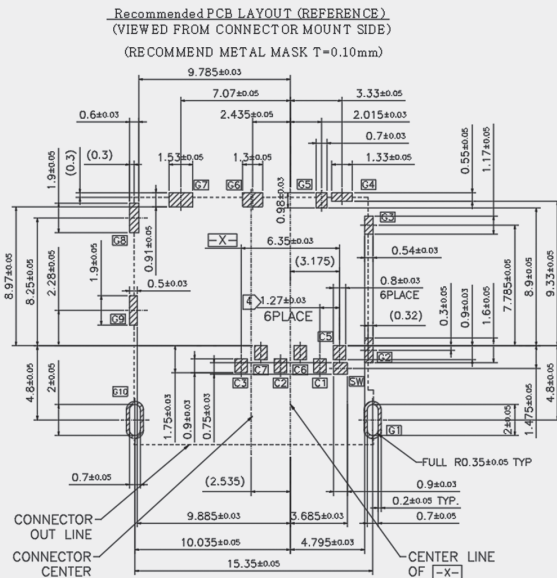 Recommended PCB LAYOUT (REFERENCE)
(VIEWED FROM CONNECTOR MOUNT SIDE)
(RECOMMEND METAL MASK T=0.10mm)
9.785±0.03
7.07±0.05
3.33±0.05
0.6±0.03
2.435±0.05
2.015±0.03
(0.3)
0.7±0.03
1.53±0.05
1.3±0.05
1.33±0.05
0.55±0.05
1.17±0.05
1.9±0.05
(0.3)
G7
G6
G5
G4
0.98±0.03
G8
G3
-X-
6.35±0.03
0.54±0.03
(3.175)
0.91±0.05
8.97±0.05
8.25±0.05
2.28±0.05
1.9±0.05
0.5±0.03
0.8±0.03
6PLACE
4
1.27±0.03
6PLACE
(0.32)
7.785±0.05
8.9±0.05
9.33±0.05
0.3±0.05
0.9±0.03
1.6±0.05
G9
C5
C7
C6
G2
C3
C2
C1
SW
G10
4.8±0.05
2±0.05
1.75±0.03
0.9±0.03
0.75±0.03
G1
2±0.05
1.475±0.05
4.8±0.05
FULL R0.35±0.05 TYP
0.7±0.05
(2.535)
0.9±0.03
0.2±0.05 TYP.
9.885±0.03
3.685±0.03
0.7±0.05
CONNECTOR
OUT LINE
10.035±0.05
4.795±0.03
CONNECTOR
CENTER
15.35±0.05
CENTER LINE
OF -X-